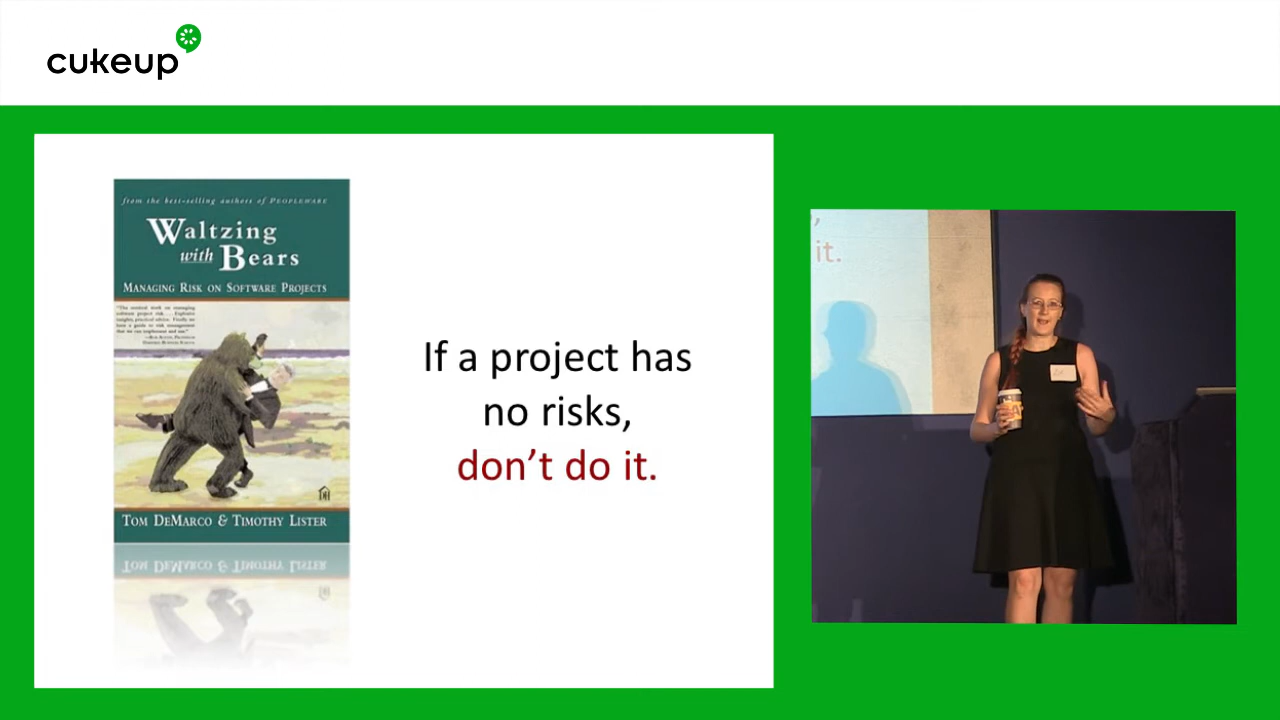 cukeup
from the best-selling authors of PEOPLEWARE
Waltzing
with Bears
MANAGING RISK ON SOFTWARE PROJECTS
TOM DEMARCO & TIMOTHY LISTER
If a project has
no risks,
don't do it.
it.